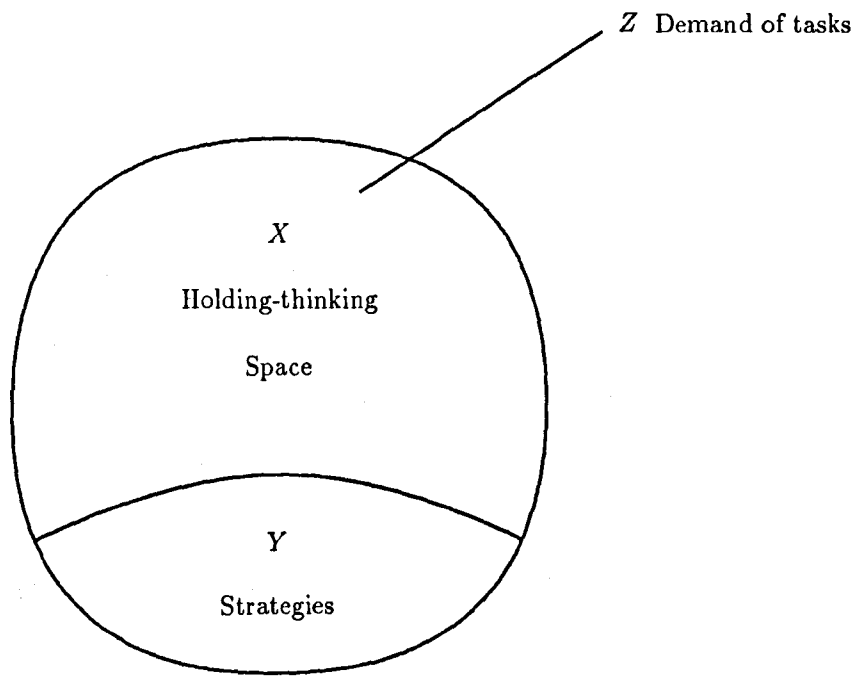 Z Demand of tasks
X
Holding-thinking
Space
Y
Strategies